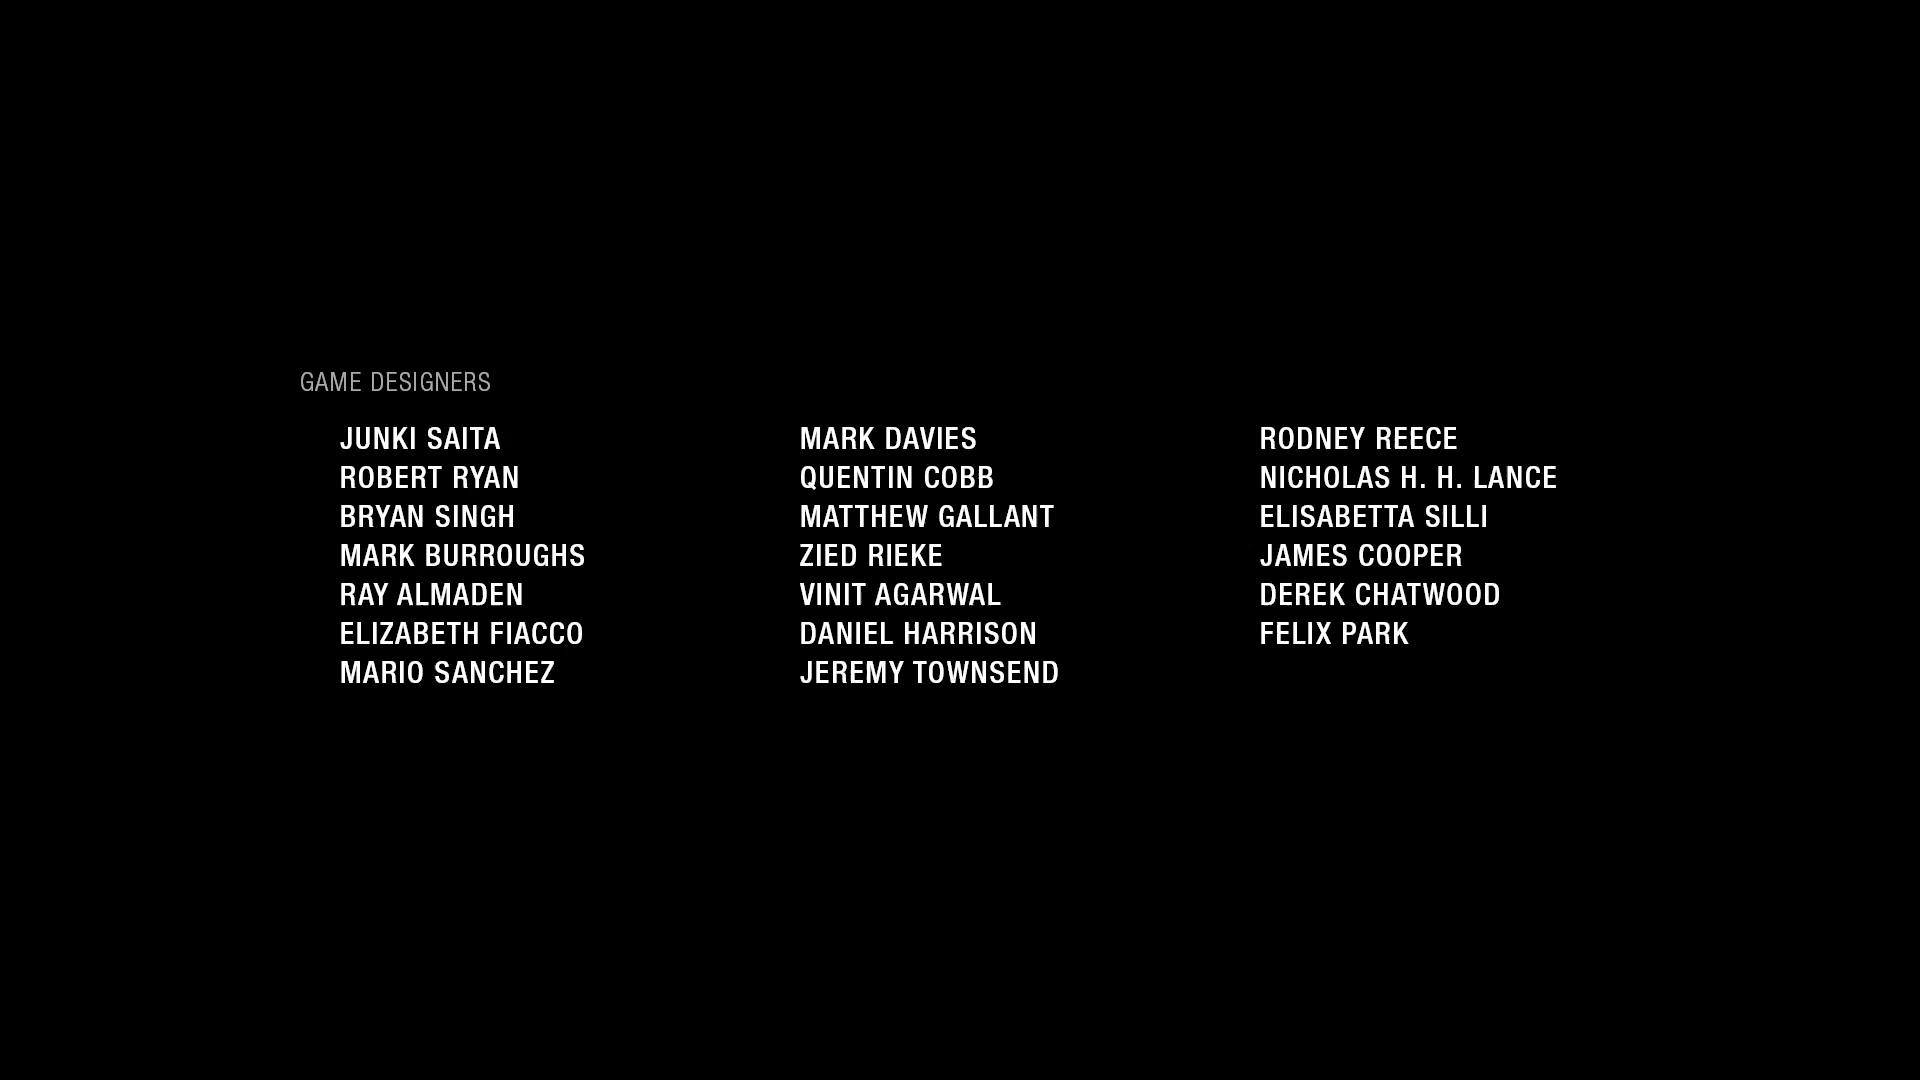 GAME DESIGNERS
JUNKI SAITA
ROBERT RYAN
BRYAN SINGH
MARK BURROUGHS
RAY ALMADEN
ELIZABETH FIACCO
MARIO SANCHEZ
MARK DAVIES
QUENTIN COBB
MATTHEW GALLANT
ZIED RIEKE
VINIT AGARWAL
DANIEL HARRISON
JEREMY TOWNSEND
RODNEY REECE
NICHOLAS H. H. LANCE
ELISABETTA SILLI
JAMES COOPER
DEREK CHATWOOD
FELIX PARK